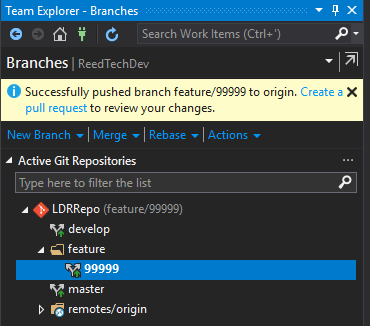 Team Explorer - Branches
Search Work Items (Ctrl+')
Branches | ReedTechDev
Successfully pushed branch feature/99999 to origin. Create a
pull request to review your changes.
New Branch | Merge | Rebase | Actions
Active Git Repositories
Type here to filter the list
LDRRepo (feature/99999)
develop
feature
99999
master
remotes/origin